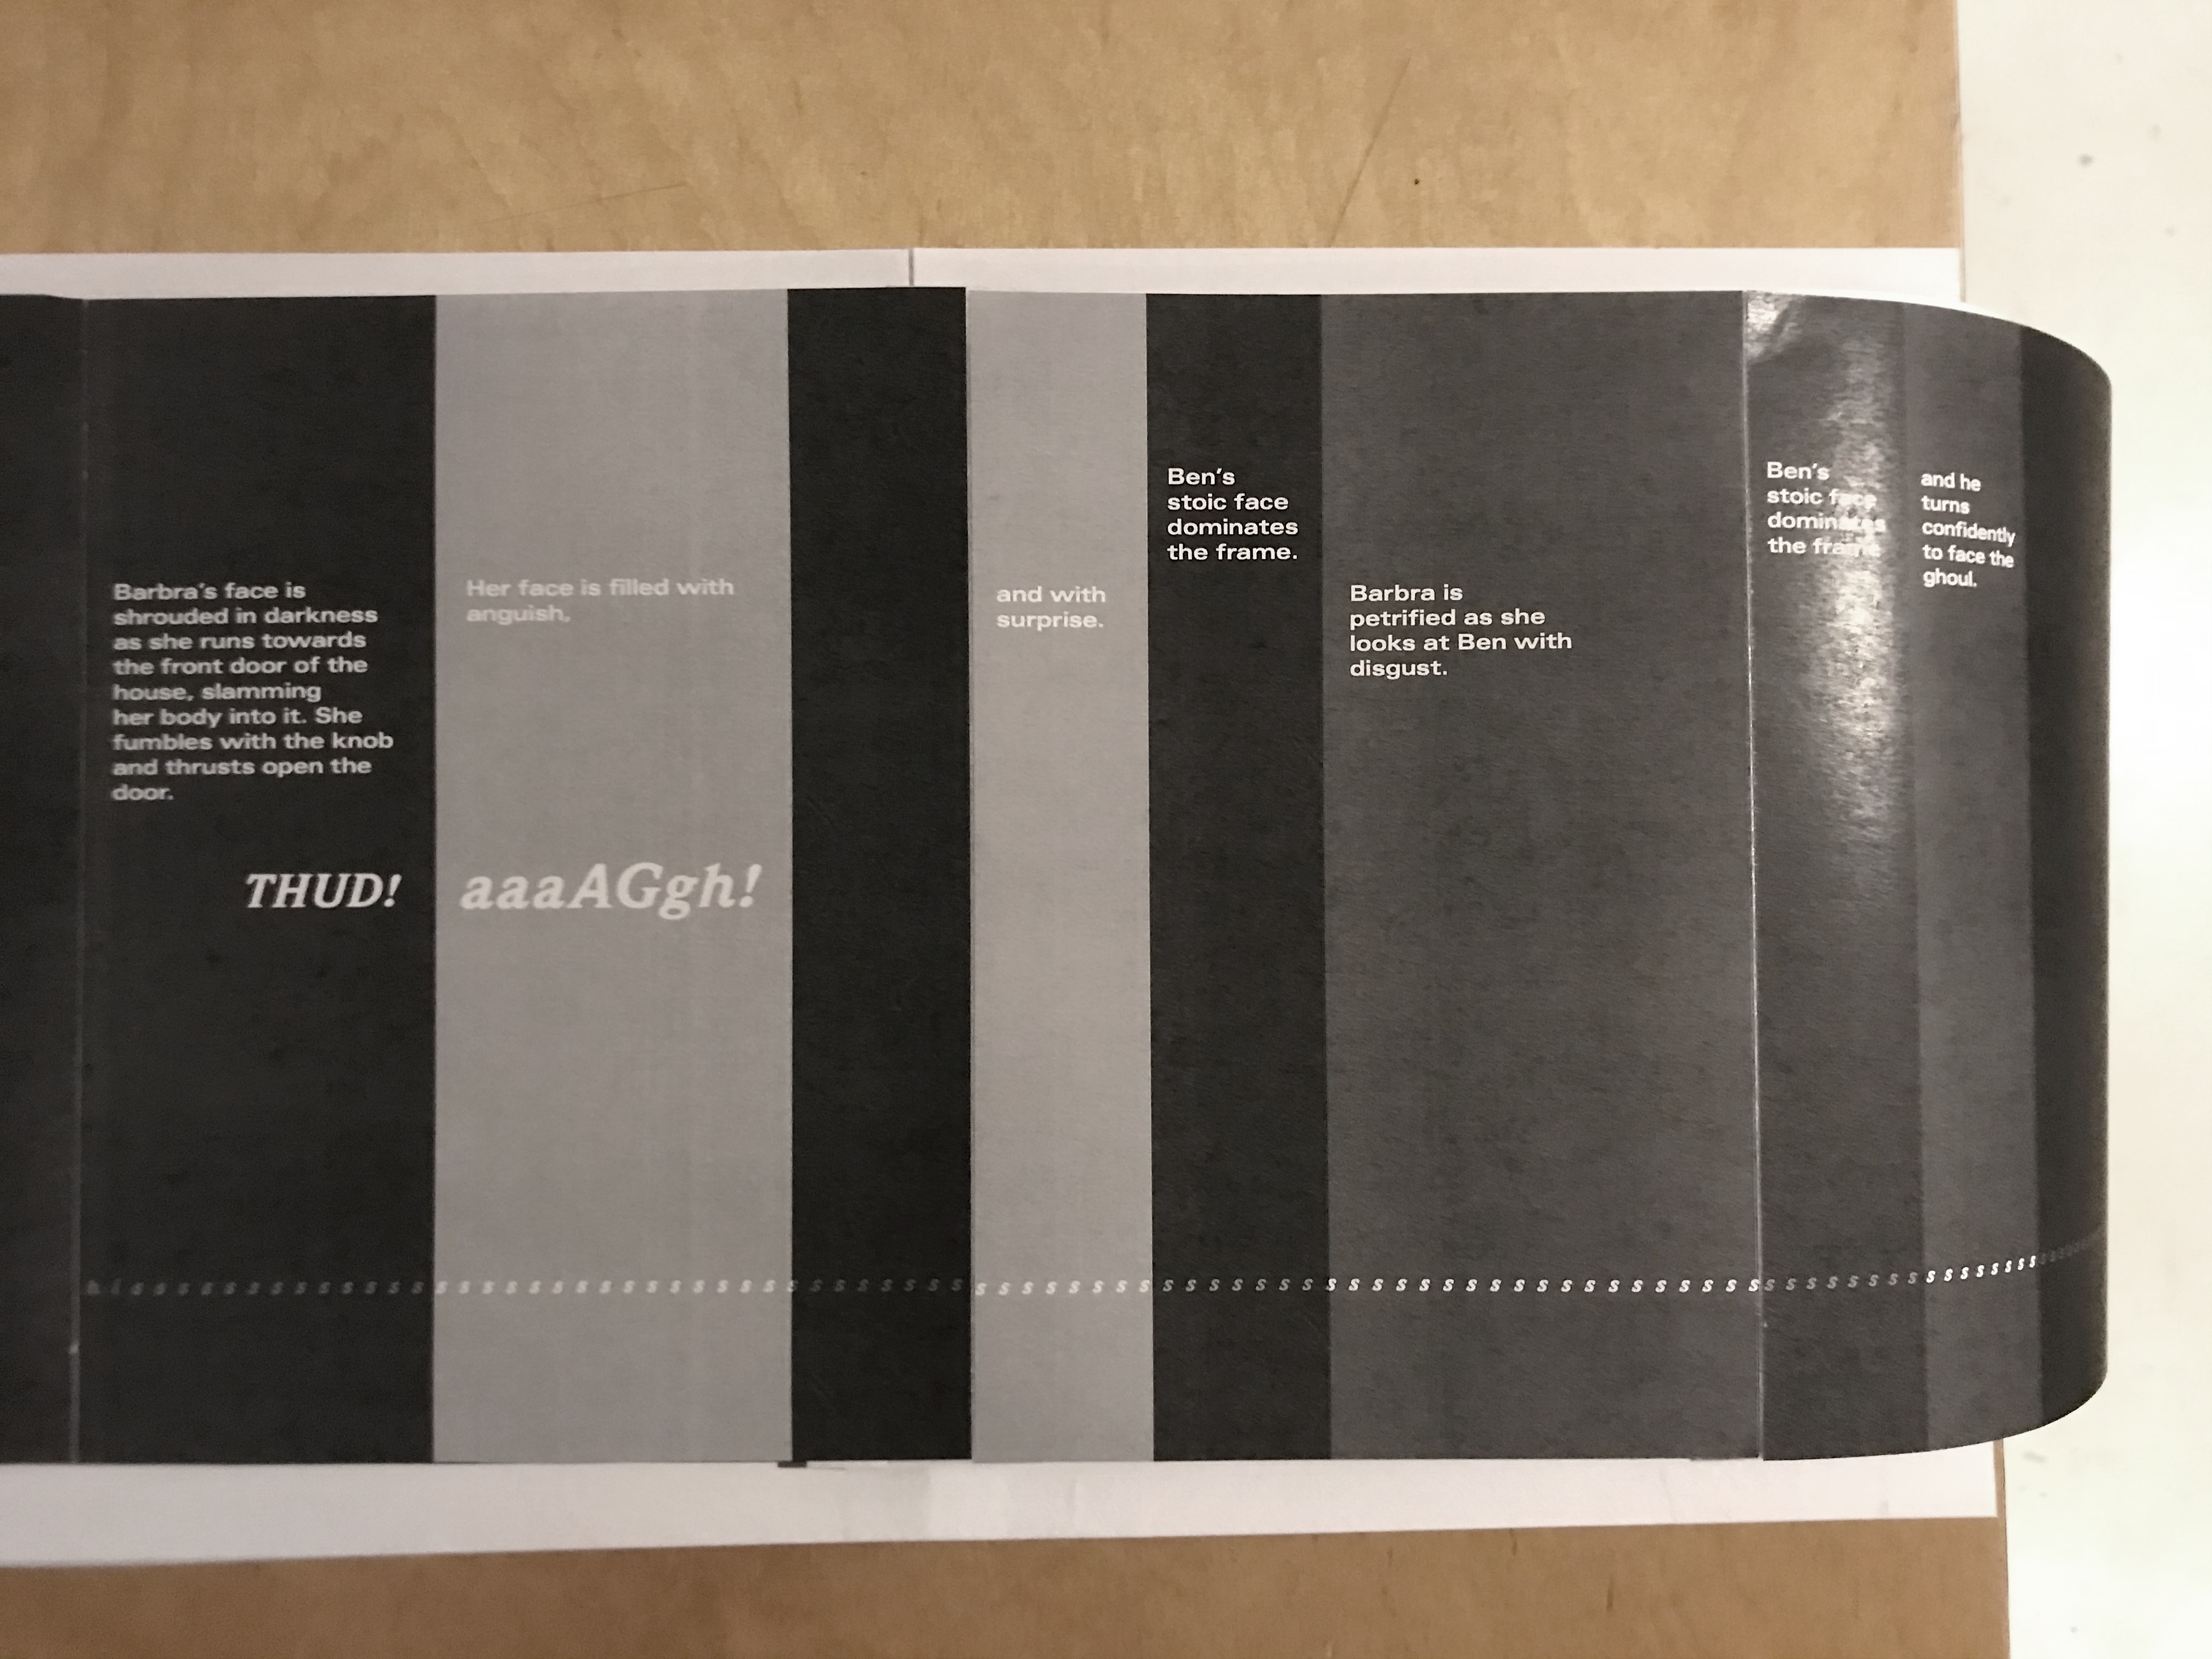 Barbra's face is
shrouded in darkness
as she runs towards
the front door of the
house, slamming
her body into it. She
fumbles with the knob
and thrusts open the
door.
THUD!
Her face is filled with
anguish,
aaaAGgh!
and with
surprise.
Ben's
stoic face
dominates
the frame.
Barbra is
petrified as she
looks at Ben with
disgust.
Ben's
stoic face
dominates
the frame
and he
turns
confidently
to face the
ghoul.